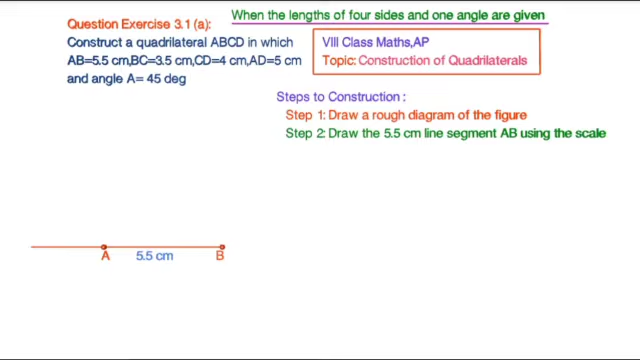 When the lengths of four sides and one angle are given
Question Exercise 3.1 (a):
Construct a quadrilateral ABCD in which
AB=5.5 cm,BC=3.5 cm,CD=4 cm,AD=5 cm
and angle A= 45 deg
VIII Class Maths,AP
Topic: Construction of Quadrilaterals
Steps to Construction :
Step 1: Draw a rough diagram of the figure
Step 2: Draw the 5.5 cm line segment AB using the scale
A 5.5 cm B